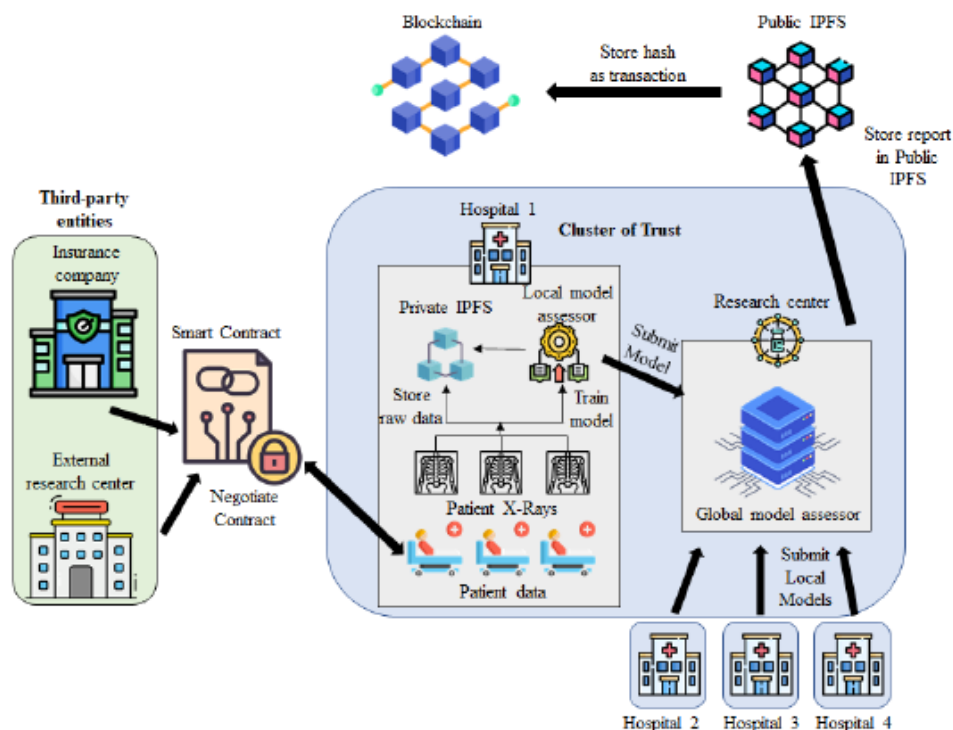 Blockchain
Public IPFS
Store hash
as transaction
Store report
in Public
IPFS
Third-party
entities
Insurance
company
External
research center
Smart Contract
Negotiate
Contract
Hospital 1
Cluster of Trust
Private IPFS
Local model
assessor
Store
raw data
Train
model
Patient X-Rays
Patient data
Submit
Model
Research center
Global model assessor
Submit
Local
Models
Hospital 2
Hospital 3
Hospital 4